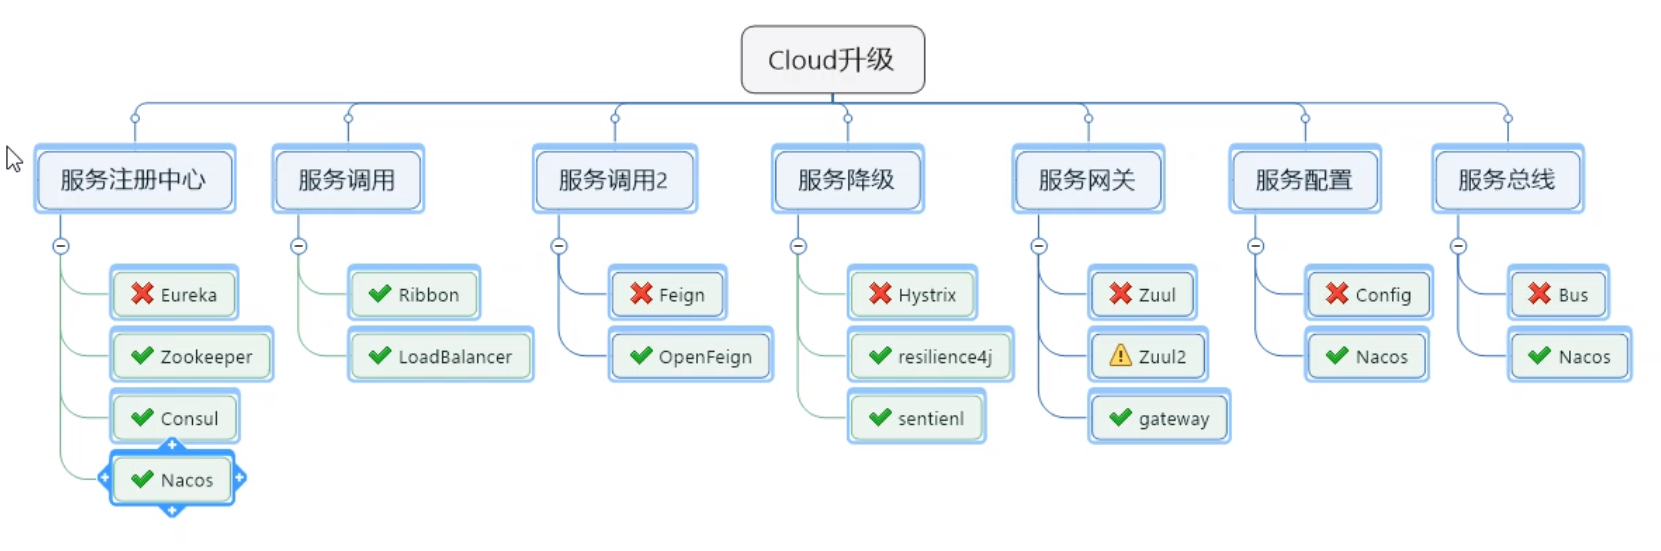 Cloud升级
服务注册中心
Eureka
Zookeeper
Consul
Nacos
服务调用
Ribbon
LoadBalancer
服务调用2
Feign
OpenFeign
服务降级
Hystrix
resilience4j
sentienl
服务网关
Zuul
Zuul2
gateway
服务配置
Config
Nacos
服务总线
Bus
Nacos